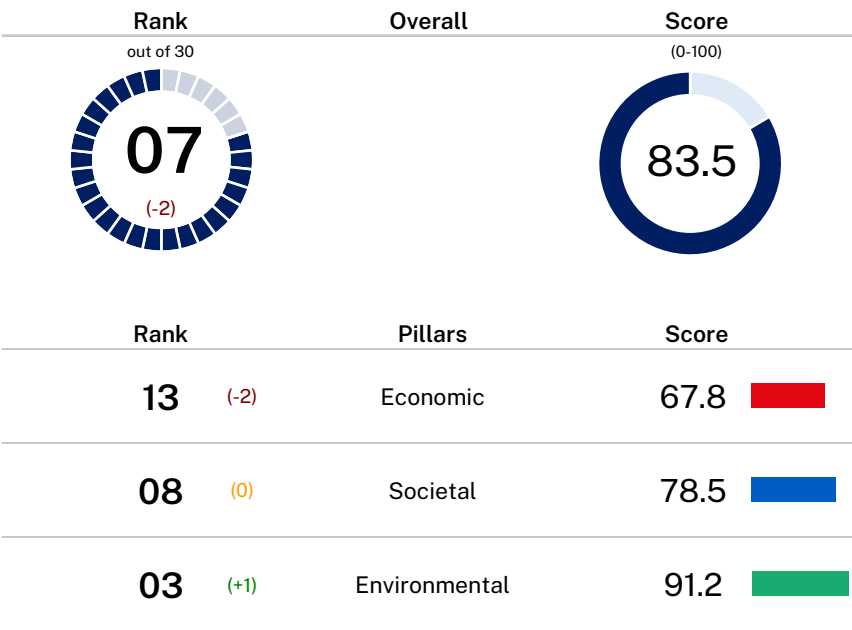 Rank Overall Score
out of 30 (0-100)
07 83.5
(-2)
Rank Pillars Score
13 (-2) Economic 67.8
08 (0) Societal 78.5
03 (+1) Environmental 91.2